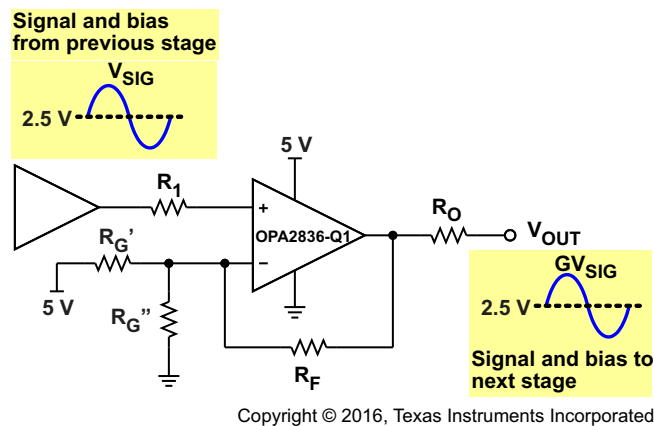 Signal and bias
from previous stage
VSIG
2.5 V
5 V
R1
+
OPA2836-Q1
−
RO
VOUT
RG'
5 V
RG"
RF
GVSIG
2.5 V
Signal and bias to
next stage
Copyright © 2016, Texas Instruments Incorporated